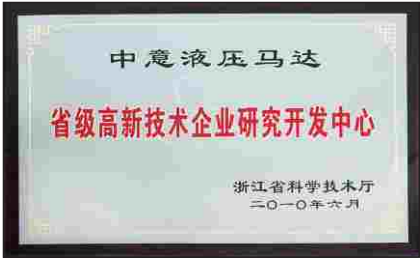 中意液压马达
省级高新技术企业研究开发中心
浙江省科学技术厅
二〇一〇年六月